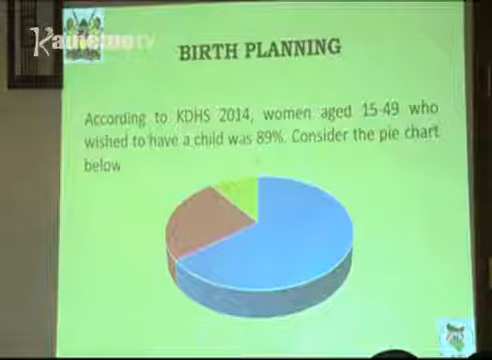 BIRTH PLANNING
According to KDHS 2014, women aged 15-49 who
wished to have a child was 89%. Consider the pie chart
below